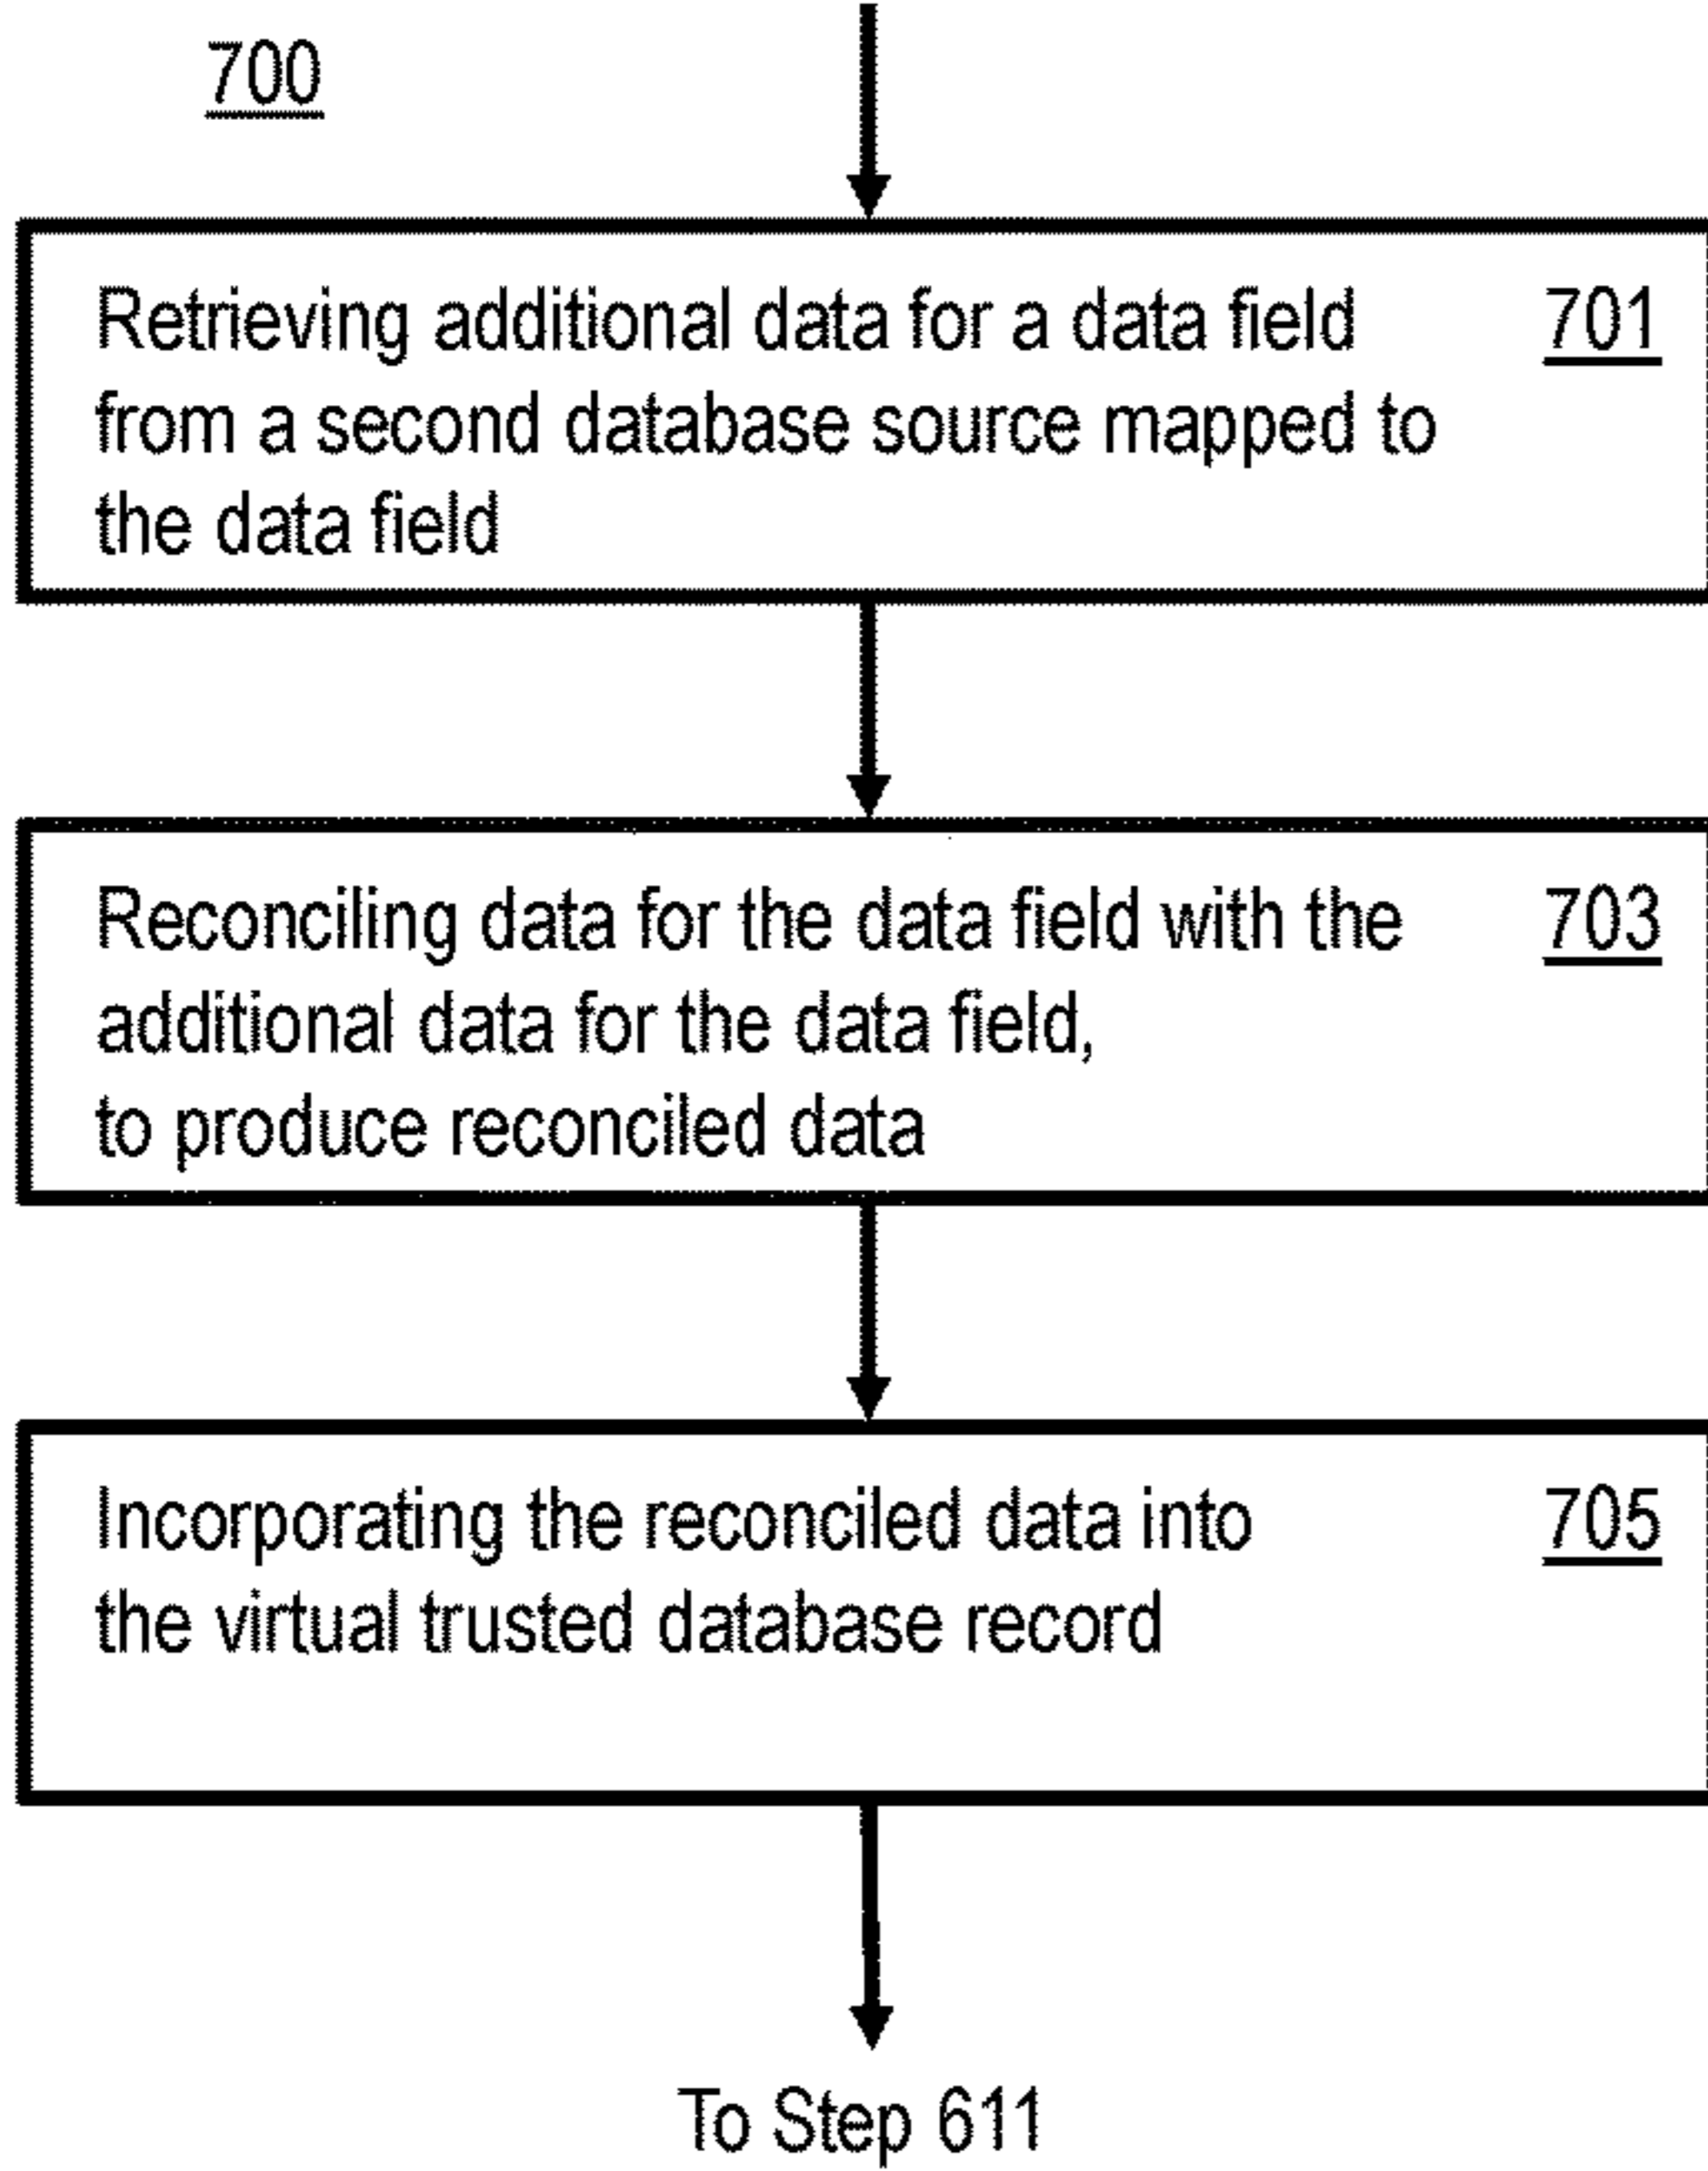 700
Retrieving additional data for a data field 701
from a second database source mapped to
the data field
Reconciling data for the data field with the 703
additional data for the data field,
to produce reconciled data
Incorporating the reconciled data into 705
the virtual trusted database record
To Step 611